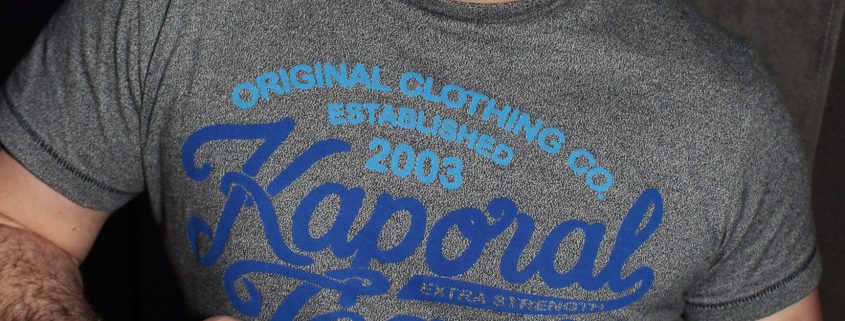 ORIGINAL CLOTHING CO.
ESTABLISHED
2003
Kaporal
EXTRA STRENGTH